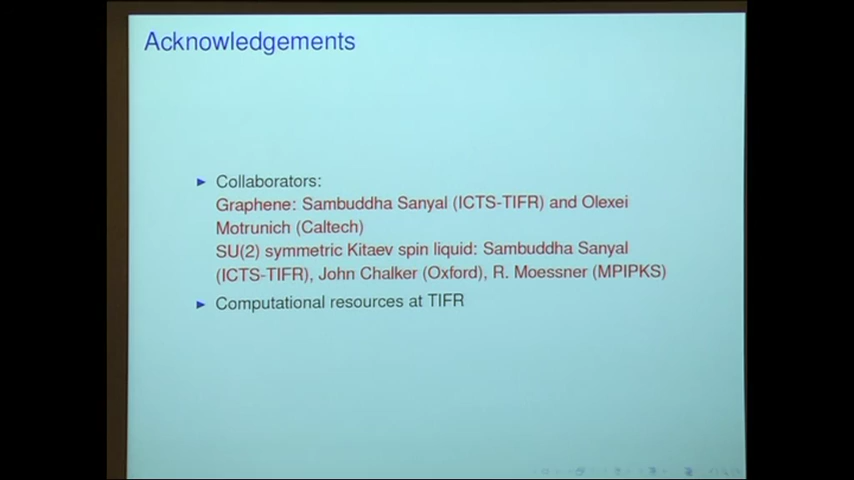 Acknowledgements
► Collaborators:
Graphene: Sambuddha Sanyal (ICTS-TIFR) and Olexei
Motrunich (Caltech)
SU(2) symmetric Kitaev spin liquid: Sambuddha Sanyal
(ICTS-TIFR), John Chalker (Oxford), R. Moessner (MPIPKS)
► Computational resources at TIFR